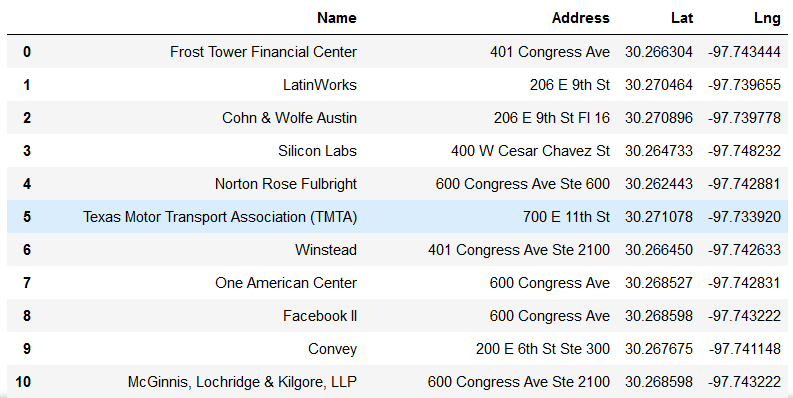 Name Address Lat Lng
0 Frost Tower Financial Center 401 Congress Ave 30.266304 -97.743444
1 LatinWorks 206 E 9th St 30.270464 -97.739655
2 Cohn & Wolfe Austin 206 E 9th St Fl 16 30.270896 -97.739778
3 Silicon Labs 400 W Cesar Chavez St 30.264733 -97.748232
4 Norton Rose Fulbright 600 Congress Ave Ste 600 30.262443 -97.742881
5 Texas Motor Transport Association (TMTA) 700 E 11th St 30.271078 -97.733920
6 Winstead 401 Congress Ave Ste 2100 30.266450 -97.742633
7 One American Center 600 Congress Ave 30.268527 -97.742831
8 Facebook II 600 Congress Ave 30.268598 -97.743222
9 Convey 200 E 6th St Ste 300 30.267675 -97.741148
10 McGinnis, Lochridge & Kilgore, LLP 600 Congress Ave Ste 2100 30.268598 -97.743222